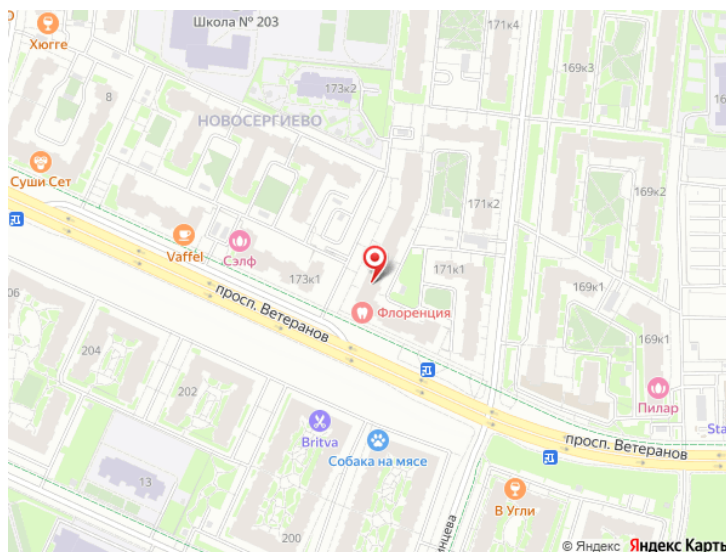 Школа № 203
Хюгге
171к4
169к3
173к2
8
НОВОСЕРГИЕВО
Суши Сет
171к2
169к2
Vaffel
Сэлф
173к1
171к1
169к1
просп. Ветеранов
Флоренция
169к1
204
202
Пилар
Britva
Собака на мясе
просп. Ветеранов
13
200
В Угли
© Яндекс Яндекс Карты